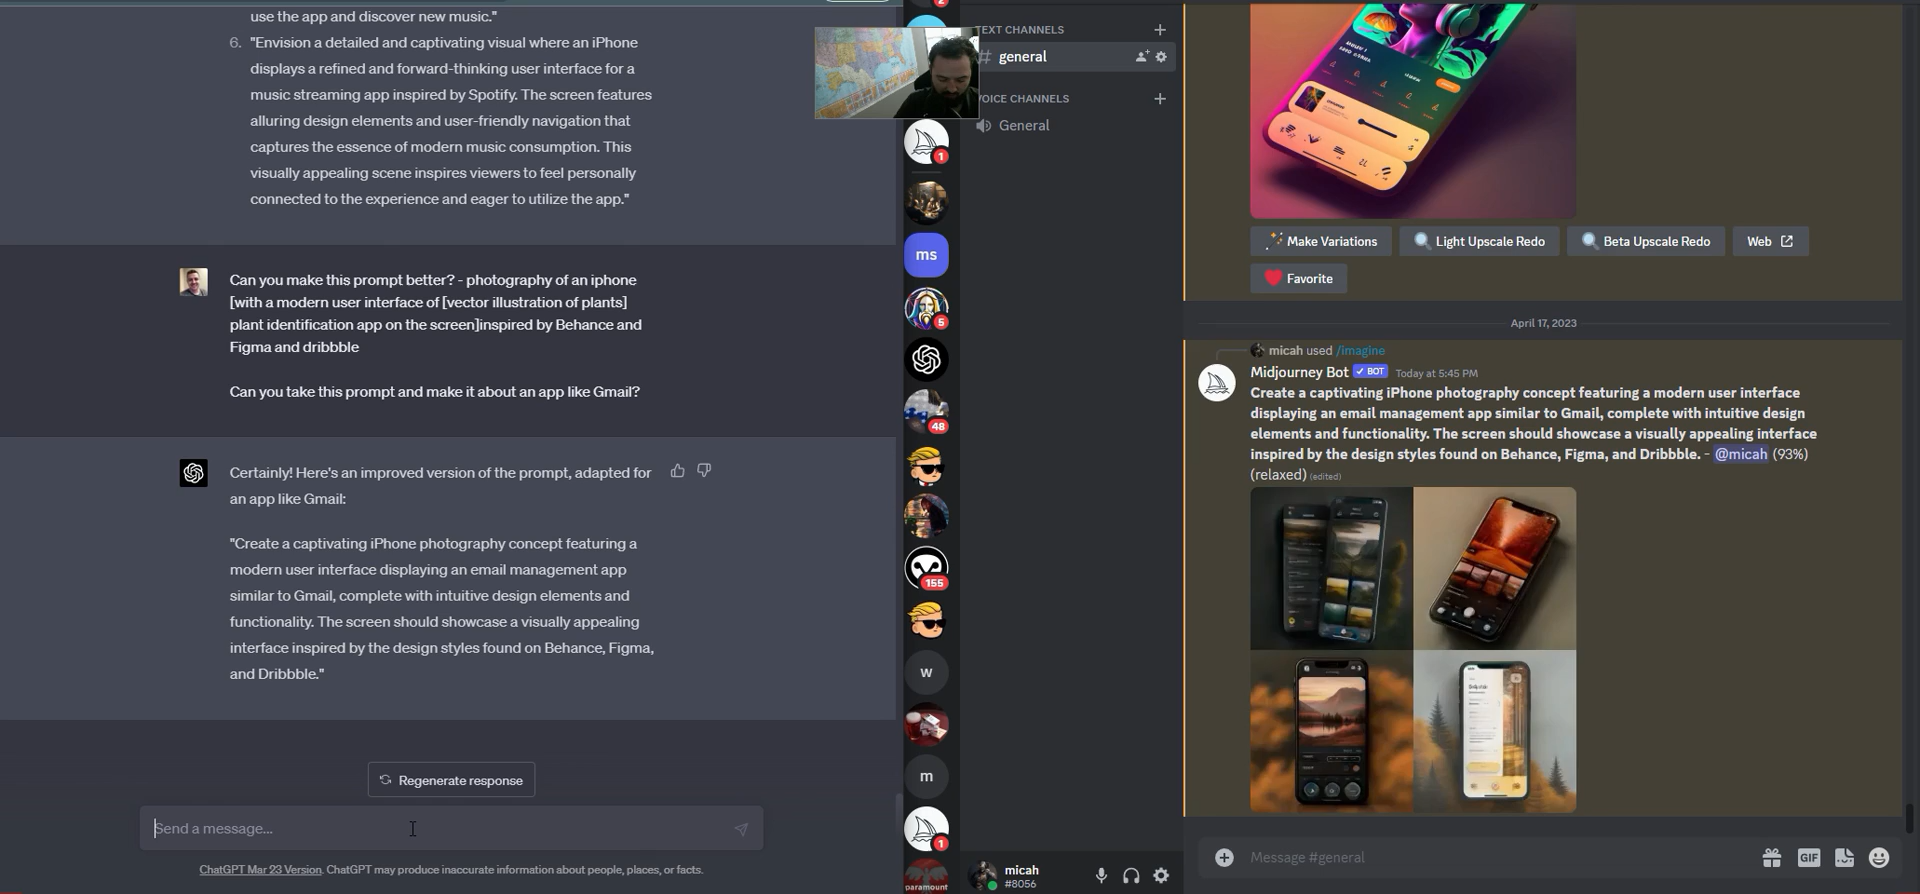 use the app and discover new music."
6. "Envision a detailed and captivating visual where an iPhone
displays a refined and forward-thinking user interface for a
music streaming app inspired by Spotify. The screen features
alluring design elements and user-friendly navigation that
captures the essence of modern music consumption. This
visually appealing scene inspires viewers to feel personally
connected to the experience and eager to utilize the app."
Can you make this prompt better? - photography of an iphone
[with a modern user interface of [vector illustration of plants]
plant identification app on the screen]inspired by Behance and
Figma and dribbble
Can you take this prompt and make it about an app like Gmail?
Certainly! Here's an improved version of the prompt, adapted for
an app like Gmail:
"Create a captivating iPhone photography concept featuring a
modern user interface displaying an email management app
similar to Gmail, complete with intuitive design elements and
functionality. The screen should showcase a visually appealing
interface inspired by the design styles found on Behance, Figma,
and Dribbble."
Regenerate response
Send a message...
ChatGPT Mar 23 Version. ChatGPT may produce inaccurate information about people, places, or facts.
2
1
ms
5
48
155
w
m
1
paramount
TEXT CHANNELS
# general
VOICE CHANNELS
General
micah
#8056
Make Variations
Light Upscale Redo
Beta Upscale Redo
Web
Favorite
April 17, 2023
micah used /imagine
Midjourney Bot ✓ BOT Today at 5:45 PM
Create a captivating iPhone photography concept featuring a modern user interface
displaying an email management app similar to Gmail, complete with intuitive design
elements and functionality. The screen should showcase a visually appealing interface
inspired by the design styles found on Behance, Figma, and Dribbble. - @micah (93%)
(relaxed) (edited)
Message #general
GIF